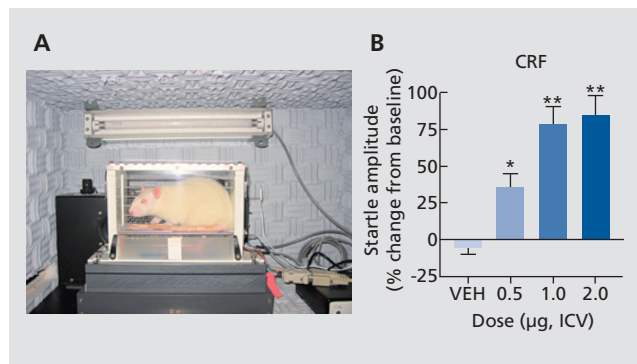 A
B
CRF
Startle amplitude
(% change from baseline)
100
75
50
25
0
-25
*
**
**
VEH 0.5 1.0 2.0
Dose (µg, ICV)